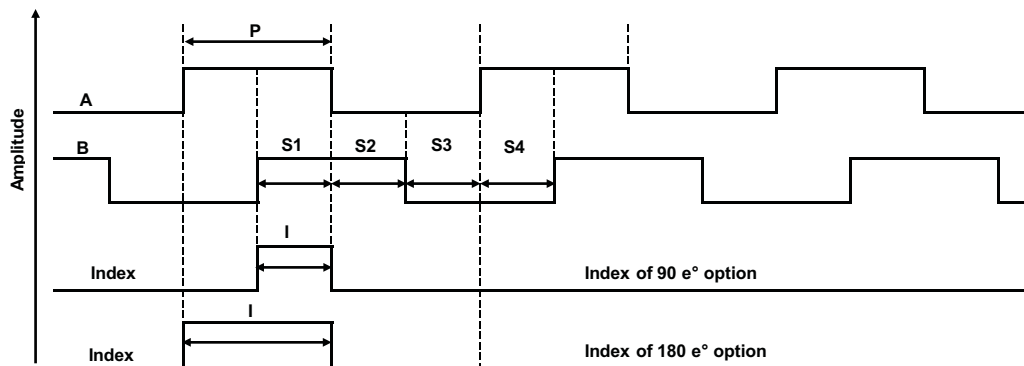 P
A
S1 S2 S3 S4
B
Amplitude
I
Index Index of 90 e° option
I
Index Index of 180 e° option